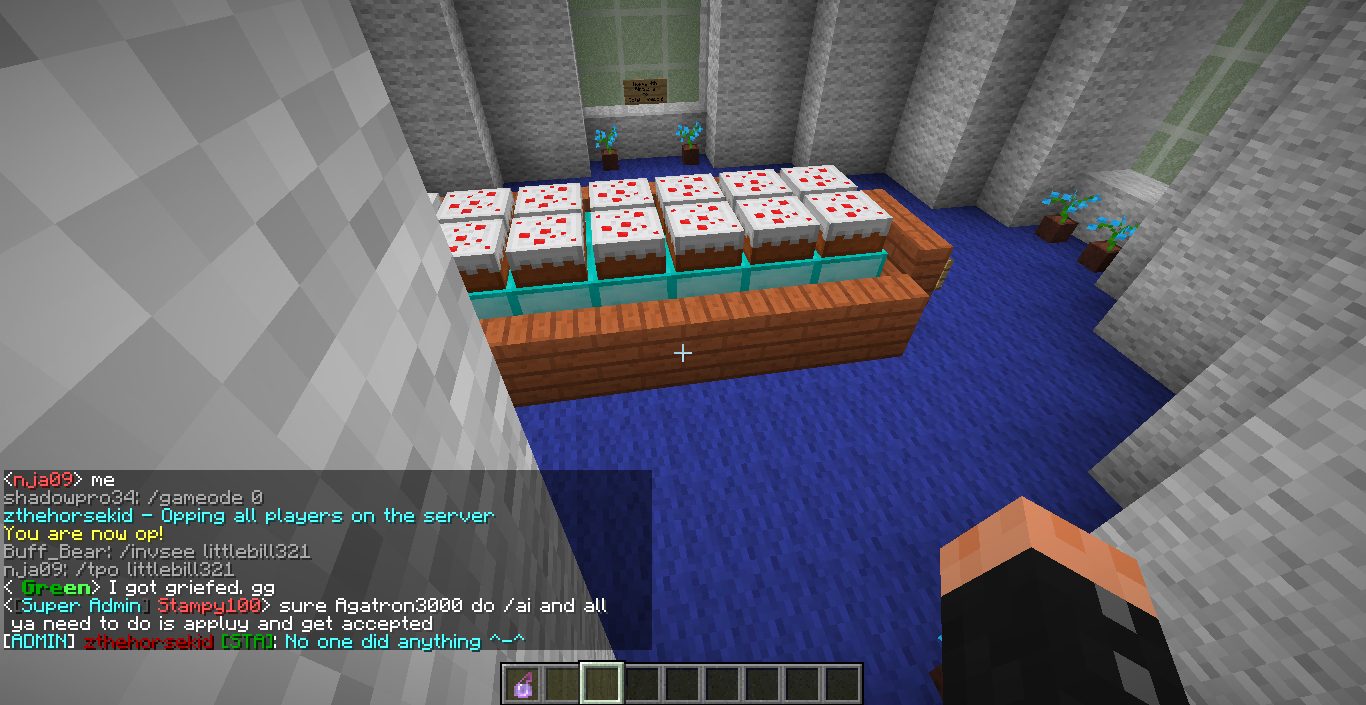 <nja09> me
shadowpro34: /gameode 0
zthehorsekid - Opping all players on the server
You are now op!
Buff_Bear: /invsee littlebill321
nja09: /tpo littlebill321
< Green> I got griefed, gg
<[Super Admin] Stampy100> sure Agatron3000 do /ai and all
ya need to do is appluy and get accepted
[ADMIN] zthehorsekid [STA]: No one did anything ^-^